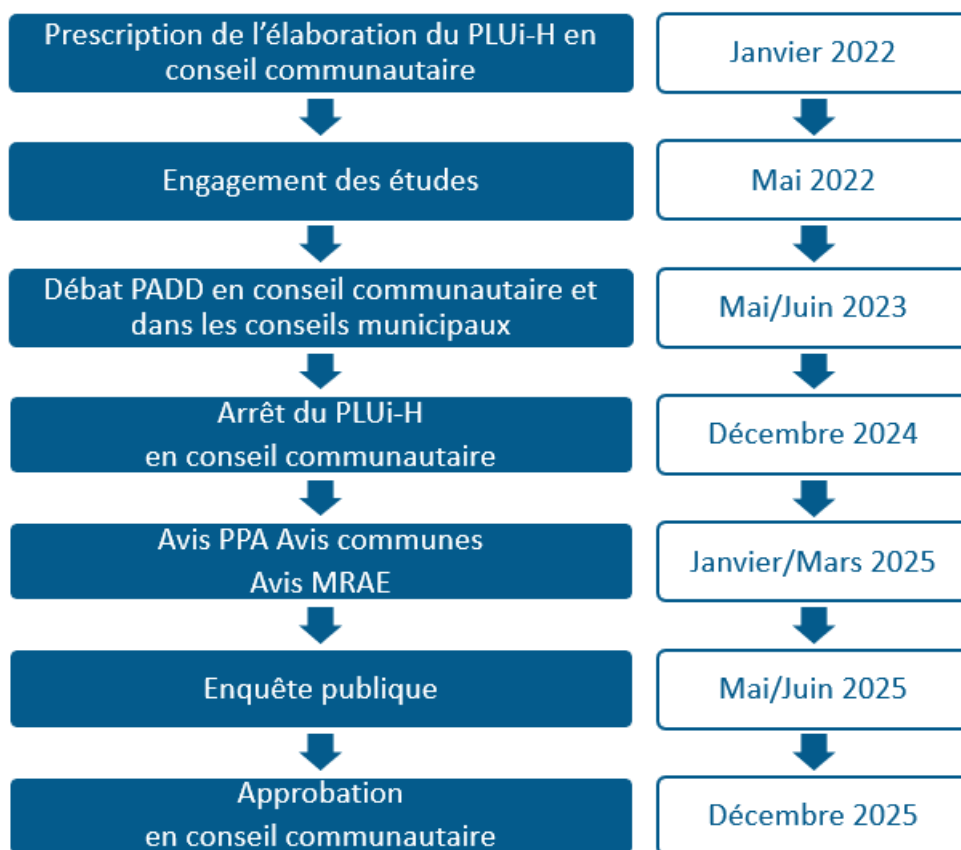 Prescription de l'élaboration du PLUi-H en
conseil communautaire
Janvier 2022
Engagement des études
Mai 2022
Débat PADD en conseil communautaire et
dans les conseils municipaux
Mai/Juin 2023
Arrêt du PLUi-H
en conseil communautaire
Décembre 2024
Avis PPA Avis communes
Avis MRAE
Janvier/Mars 2025
Enquête publique
Mai/Juin 2025
Approbation
en conseil communautaire
Décembre 2025